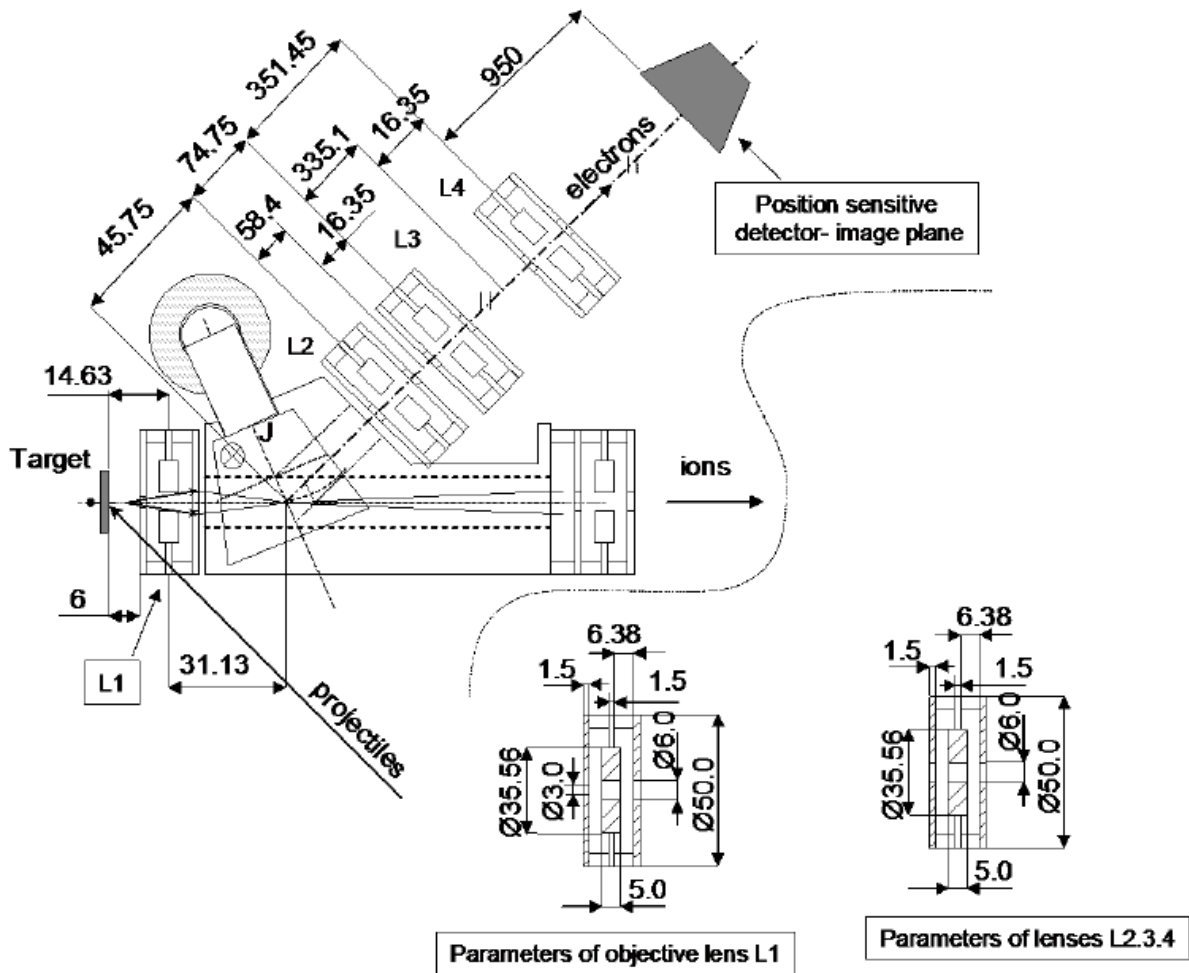 351.45
950
74.75
335.1
16.35
45.75
58.4
16.35
L4
L3
L2
electrons
Position sensitive
detector- image plane
14.63
J
Target
ions
6
L1
31.13
projectiles
6.38
1.5
1.5
Ø35.56
Ø3.0
Ø6.0
Ø50.0
5.0
Parameters of objective lens L1
6.38
1.5
1.5
Ø35.56
Ø6.0
Ø50.0
5.0
Parameters of lenses L2.3.4